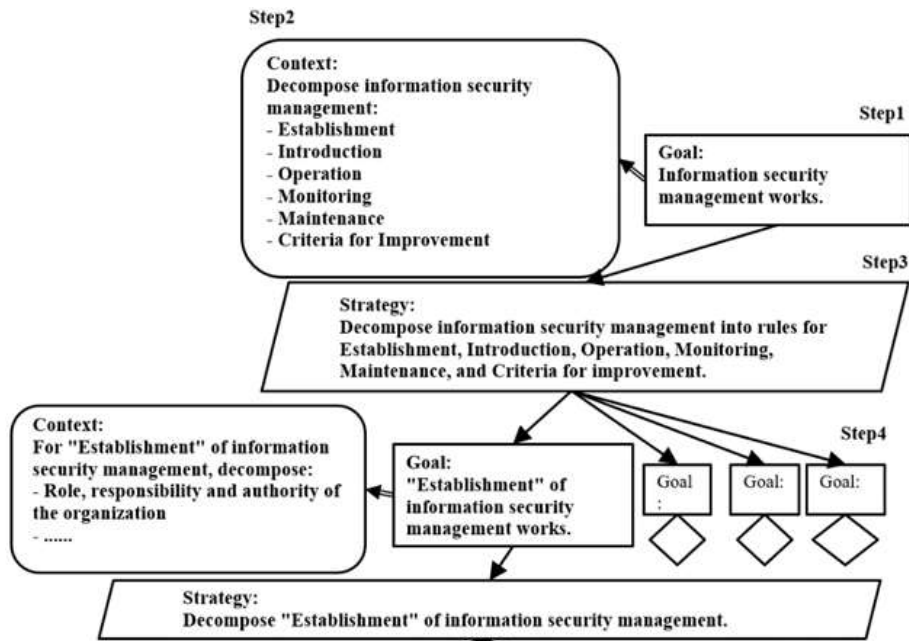 Step2
Context:
Decompose information security
management:
- Establishment
- Introduction
- Operation
- Monitoring
- Maintenance
- Criteria for Improvement
Step1
Goal:
Information security
management works.
Step3
Strategy:
Decompose information security management into rules for
Establishment, Introduction, Operation, Monitoring,
Maintenance, and Criteria for improvement.
Context:
For "Establishment" of information
security management, decompose:
- Role, responsibility and authority of
the organization
- ......
Goal:
"Establishment" of
information security
management works.
Step4
Goal
:
Goal:
Goal:
Strategy:
Decompose "Establishment" of information security management.